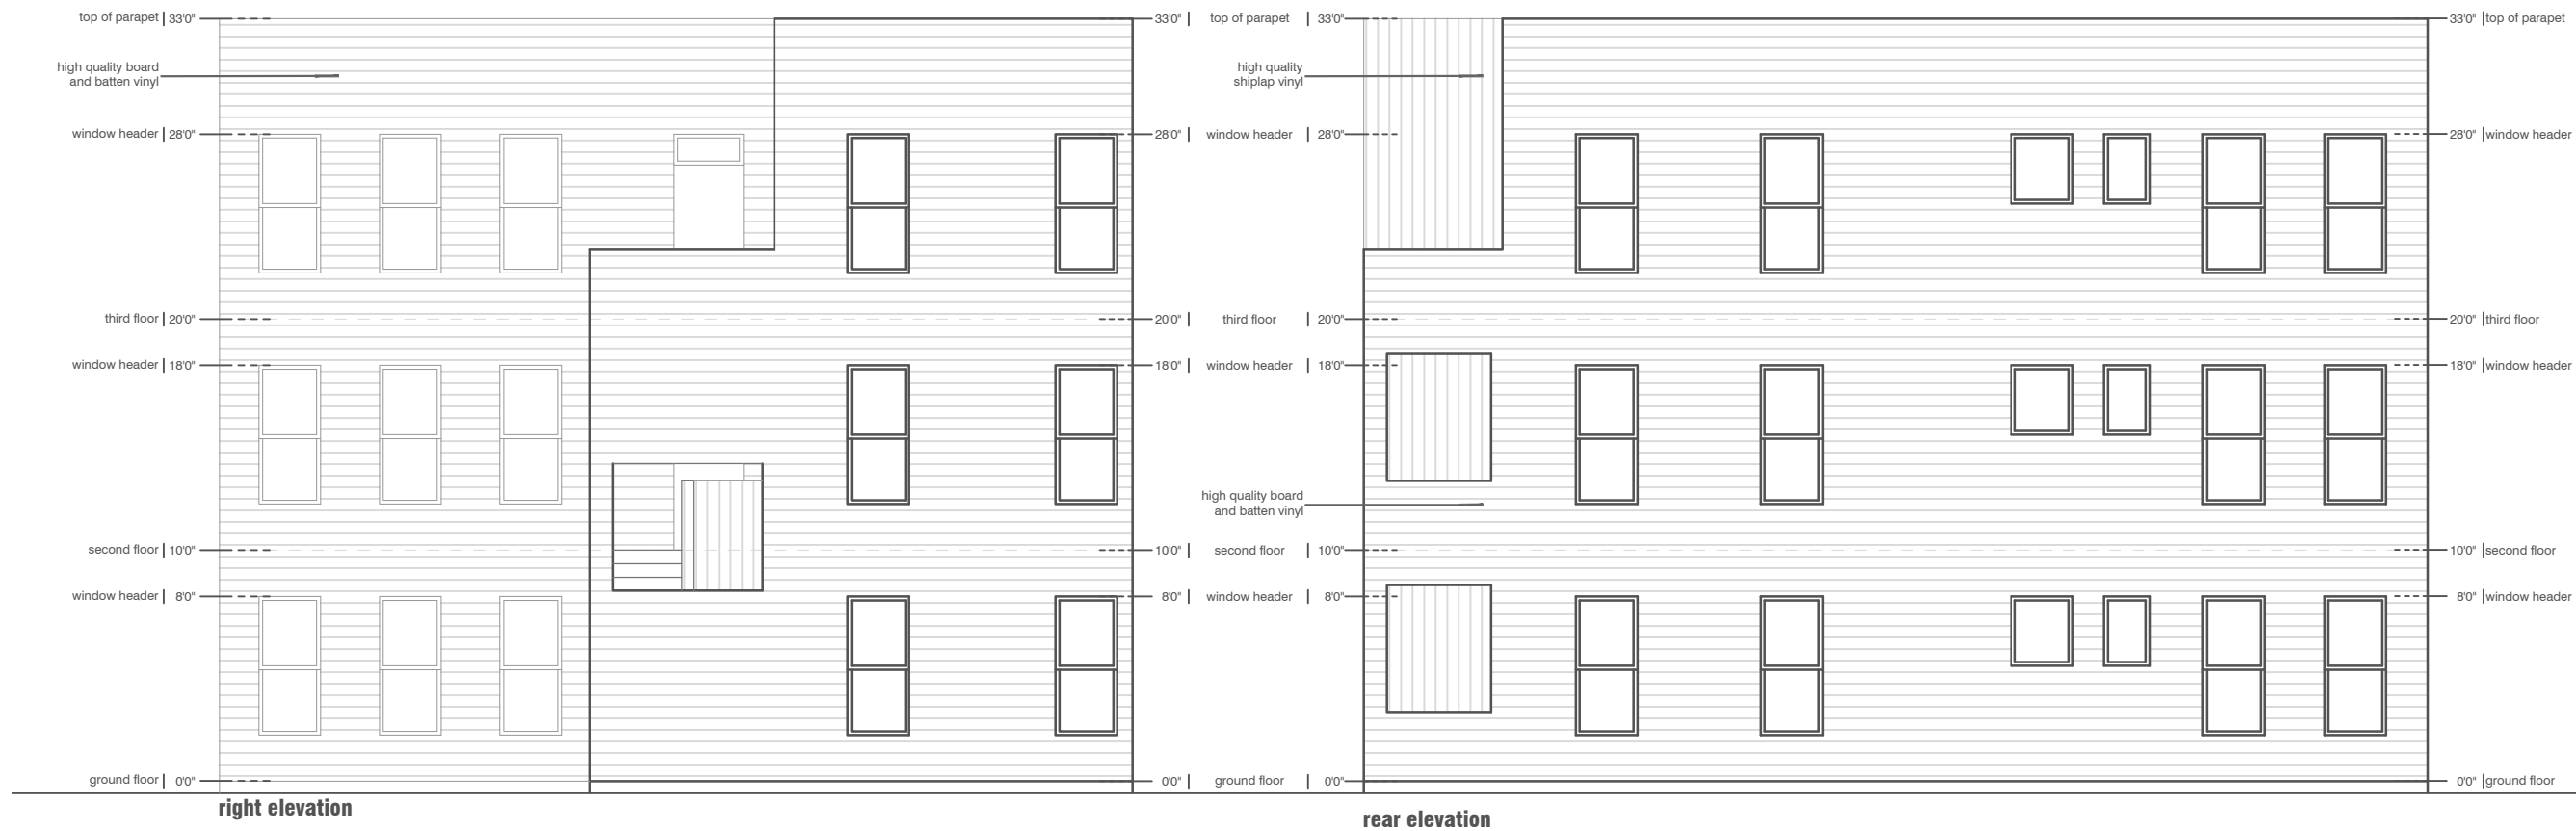 top of parapet | 33'0"
high quality board
and batten vinyl
window header | 28'0"
third floor | 20'0"
window header | 18'0"
second floor | 10'0"
window header | 8'0"
ground floor | 0'0"
right elevation
33'0" | top of parapet | 33'0"
high quality
shiplap vinyl
28'0" | window header | 28'0"
20'0" | third floor | 20'0"
18'0" | window header | 18'0"
high quality board
and batten vinyl
10'0" | second floor | 10'0"
8'0" | window header | 8'0"
0'0" | ground floor | 0'0"
rear elevation
33'0" | top of parapet
28'0" | window header
20'0" | third floor
18'0" | window header
10'0" | second floor
8'0" | window header
0'0" | ground floor